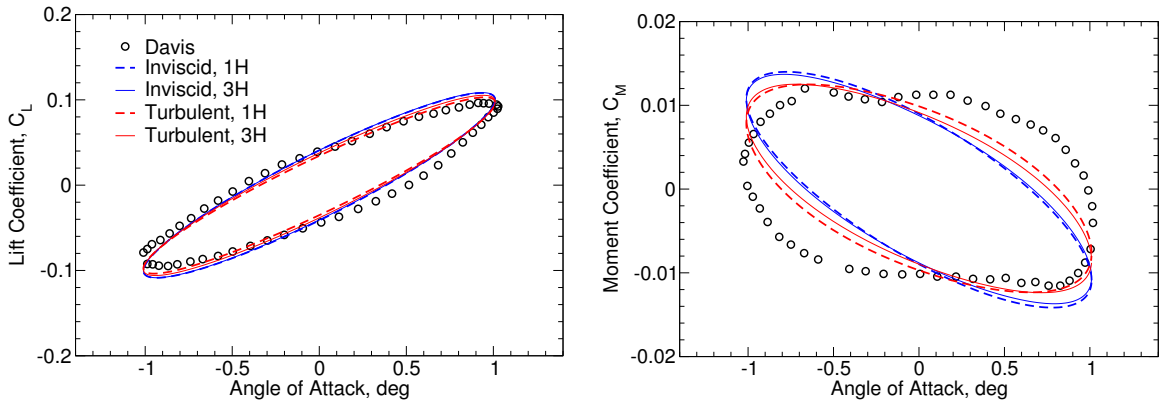 0.2
0.1
0
-0.1
-0.2
Lift Coefficient, C_L
Davis
Inviscid, 1H
Inviscid, 3H
Turbulent, 1H
Turbulent, 3H
-1
-0.5
0
0.5
1
Angle of Attack, deg
0.02
0.01
0
-0.01
-0.02
Moment Coefficient, C_M
-1
-0.5
0
0.5
1
Angle of Attack, deg